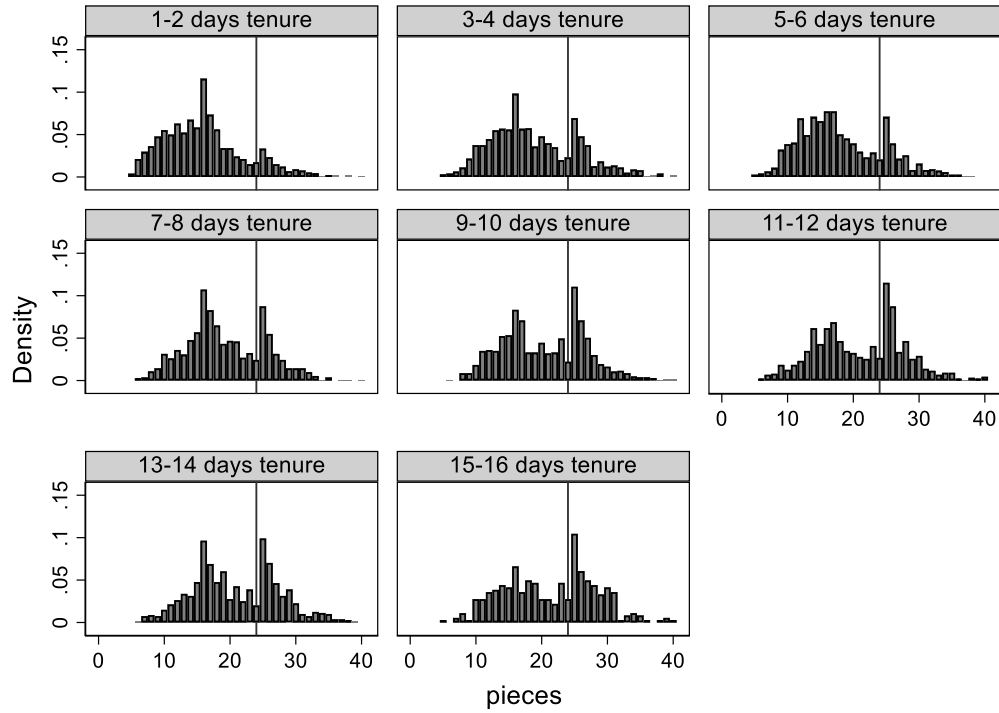 1-2 days tenure
3-4 days tenure
5-6 days tenure
.15
.1
.05
0
7-8 days tenure
9-10 days tenure
11-12 days tenure
.15
.1
.05
0
0 10 20 30 40
Density
13-14 days tenure
15-16 days tenure
.15
.1
.05
0
0 10 20 30 40
0 10 20 30 40
pieces